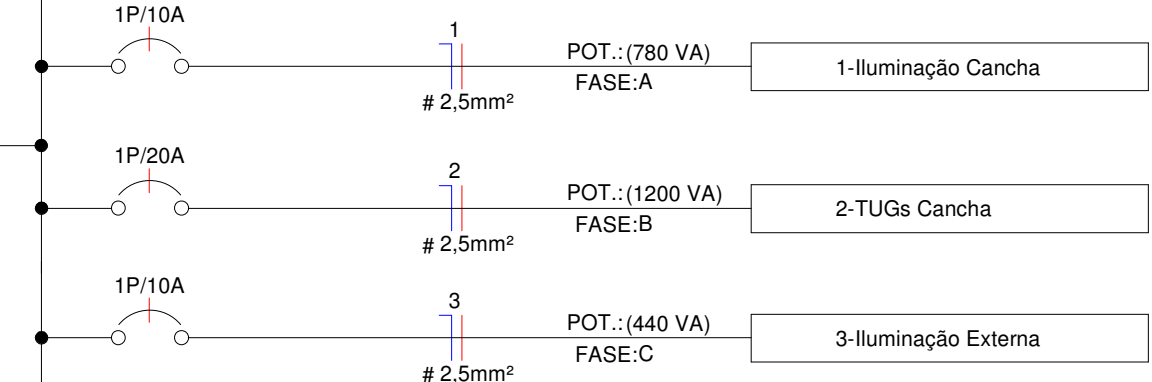 1P/10A
1
POT.:(780 VA)
FASE:A
1-Iluminação Cancha
# 2,5mm²
1P/20A
2
POT.:(1200 VA)
FASE:B
2-TUGs Cancha
# 2,5mm²
1P/10A
3
POT.:(440 VA)
FASE:C
3-Iluminação Externa
# 2,5mm²